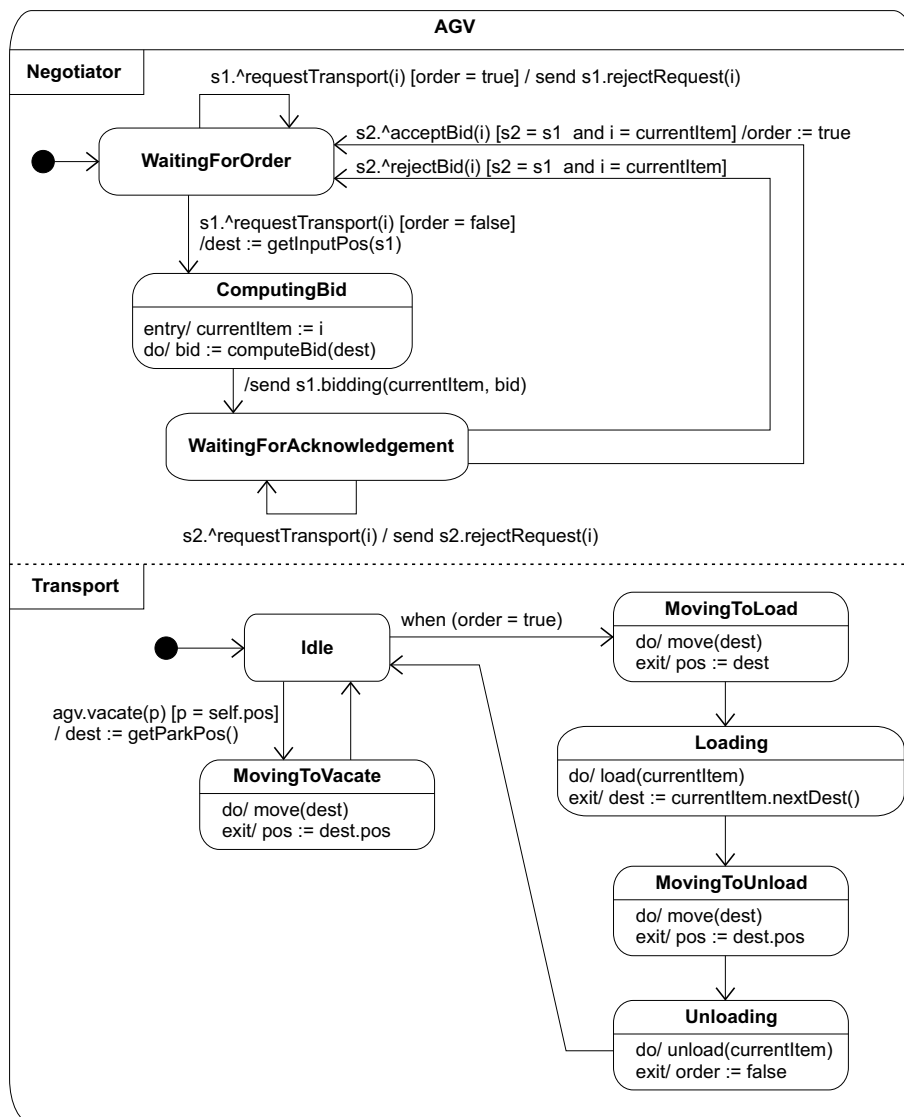 AGV
Negotiator
s1.^requestTransport(i) [order = true] / send s1.rejectRequest(i)
s2.^acceptBid(i) [s2 = s1  and i = currentItem] /order := true
WaitingForOrder
s2.^rejectBid(i) [s2 = s1  and i = currentItem]
s1.^requestTransport(i) [order = false]
/dest := getInputPos(s1)
ComputingBid
entry/ currentItem := i
do/ bid := computeBid(dest)
/send s1.bidding(currentItem, bid)
WaitingForAcknowledgement
s2.^requestTransport(i) / send s2.rejectRequest(i)
Transport
Idle
when (order = true)
MovingToLoad
do/ move(dest)
exit/ pos := dest
agv.vacate(p) [p = self.pos]
/ dest := getParkPos()
MovingToVacate
do/ move(dest)
exit/ pos := dest.pos
Loading
do/ load(currentItem)
exit/ dest := currentItem.nextDest()
MovingToUnload
do/ move(dest)
exit/ pos := dest.pos
Unloading
do/ unload(currentItem)
exit/ order := false